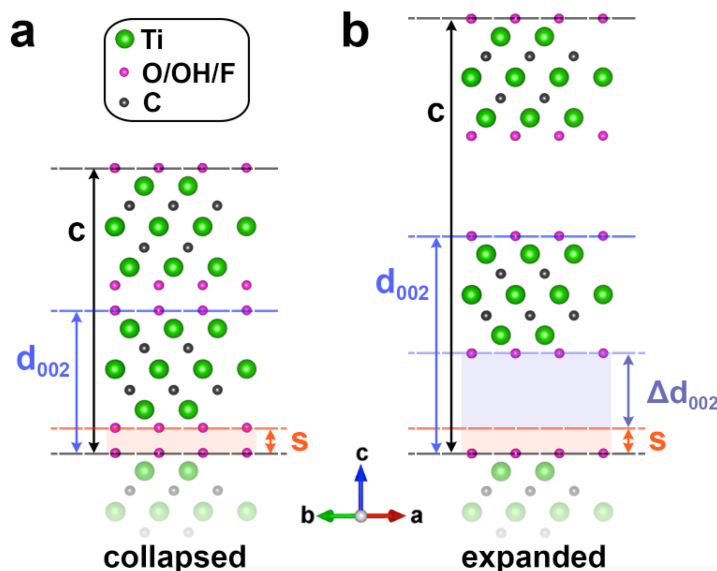 a
Ti
O/OH/F
C
c
d₀₀₂
s
collapsed
b
c
d₀₀₂
Δd₀₀₂
s
expanded
c
b
a